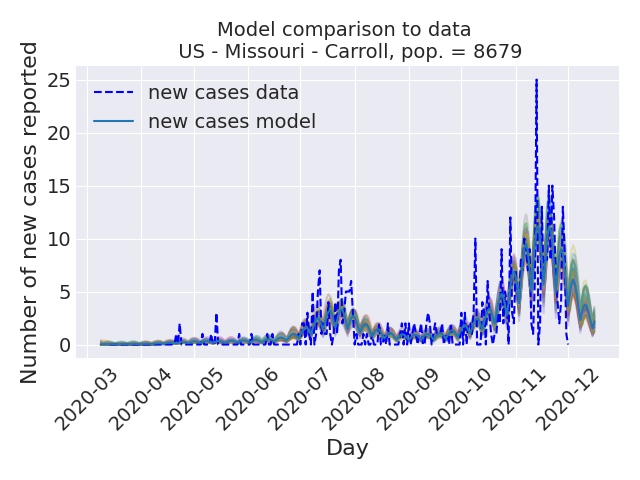 Model comparison to data
US - Missouri - Carroll, pop. = 8679
Number of new cases reported
25
20
15
10
5
0
new cases data
new cases model
2020-03
2020-04
2020-05
2020-06
2020-07
2020-08
2020-09
2020-10
2020-11
2020-12
Day